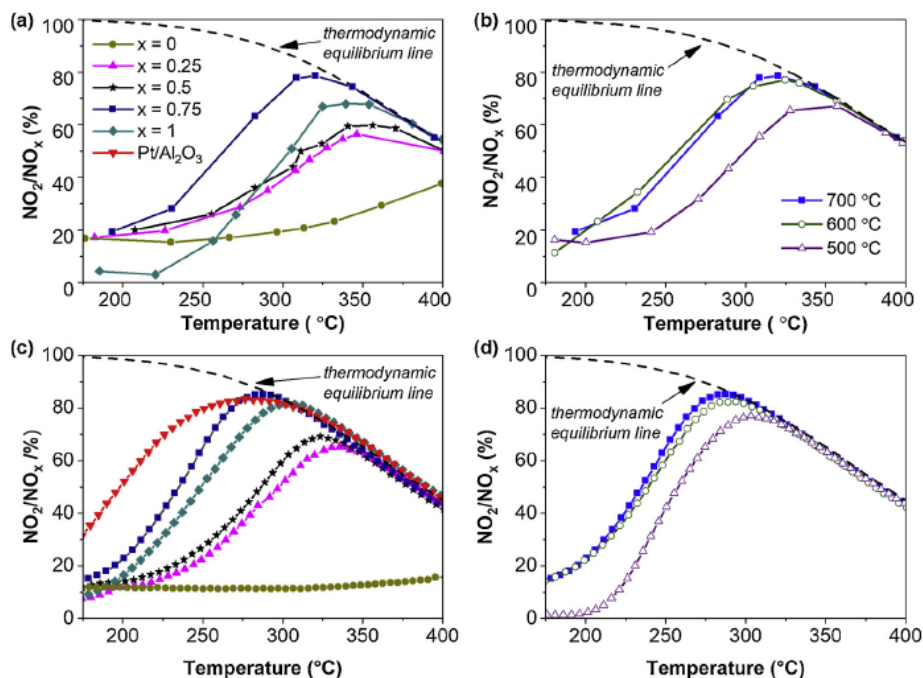 (a)
thermodynamic
equilibrium line
x = 0
x = 0.25
x = 0.5
x = 0.75
x = 1
Pt/Al₂O₃
NO₂/NOₓ (%)
100
80
60
40
20
0
200 250 300 350 400
Temperature ( °C)
(b)
thermodynamic
equilibrium line
700 °C
600 °C
500 °C
NO₂/NOₓ (%)
100
80
60
40
20
0
200 250 300 350 400
Temperature (°C)
(c)
thermodynamic
equilibrium line
NO₂/NOₓ /%)
100
80
60
40
20
0
200 250 300 350 400
Temperature (°C)
(d)
thermodynamic
equilibrium line
NO₂/NOₓ (%)
100
80
60
40
20
0
200 250 300 350 400
Temperature (°C)